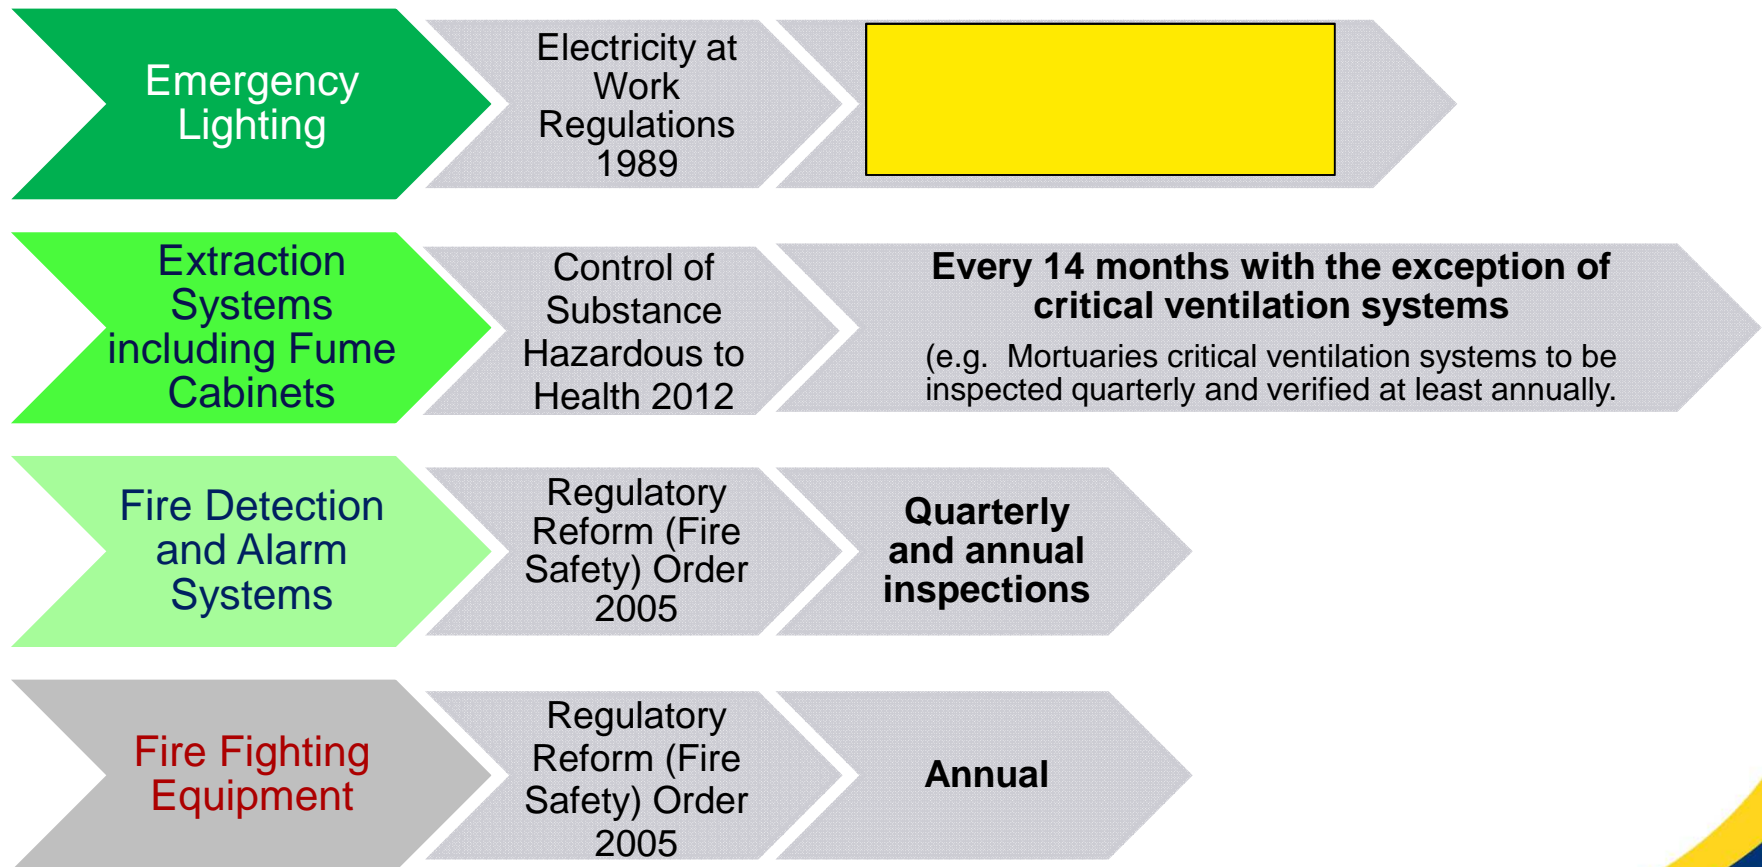 Emergency
Lighting
Electricity at
Work
Regulations
1989
Extraction
Systems
including Fume
Cabinets
Control of
Substance
Hazardous to
Health 2012
Every 14 months with the exception of
critical ventilation systems
(e.g. Mortuaries critical ventilation systems to be
inspected quarterly and verified at least annually.
Fire Detection
and Alarm
Systems
Regulatory
Reform (Fire
Safety) Order
2005
Quarterly
and annual
inspections
Fire Fighting
Equipment
Regulatory
Reform (Fire
Safety) Order
2005
Annual